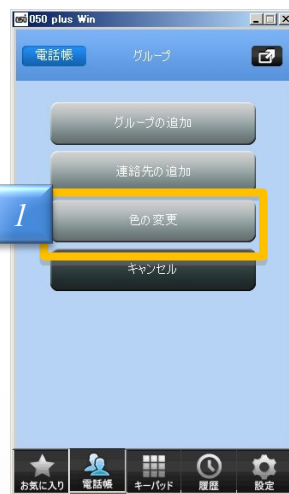 050 050 plus Win
電話帳 グループ
グループの追加
連絡先の追加
1 色の変更
キャンセル
お気に入り 電話帳 キーパッド 履歴 設定